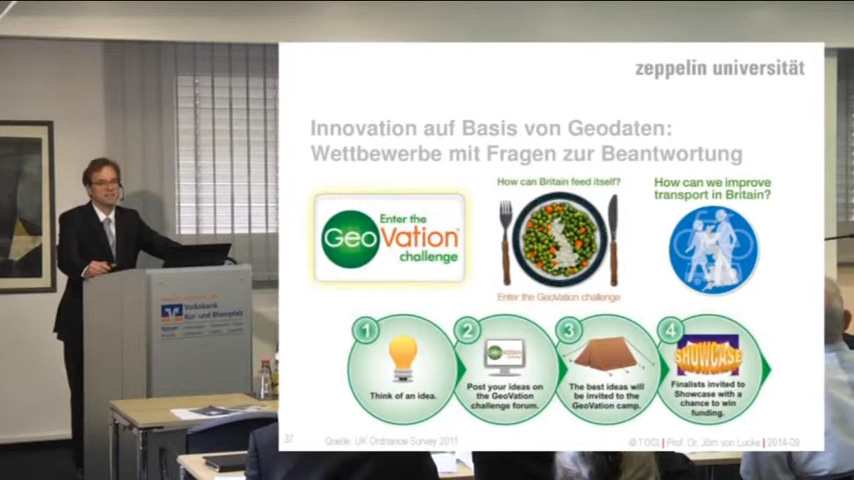 zeppelin universität
Innovation auf Basis von Geodaten:
Wettbewerbe mit Fragen zur Beantwortung
How can Britain feed itself?
How can we improve
transport in Britain?
Enter the
GeoVation
challenge
Enter the GeoVation challenge
1
2
3
4
SHOWCASE
Think of an idea.
Post your ideas on
the GeoVation
challenge forum.
The best ideas will
be invited to the
GeoVation camp.
Finalists invited to
Showcase with a
chance to win
funding.
37
Quelle: UK Ordnance Survey 2011
© TOGI | Prof. Dr. Jörn von Lucke | 2014-09
Volksbank
Kur- und Rheinpfalz